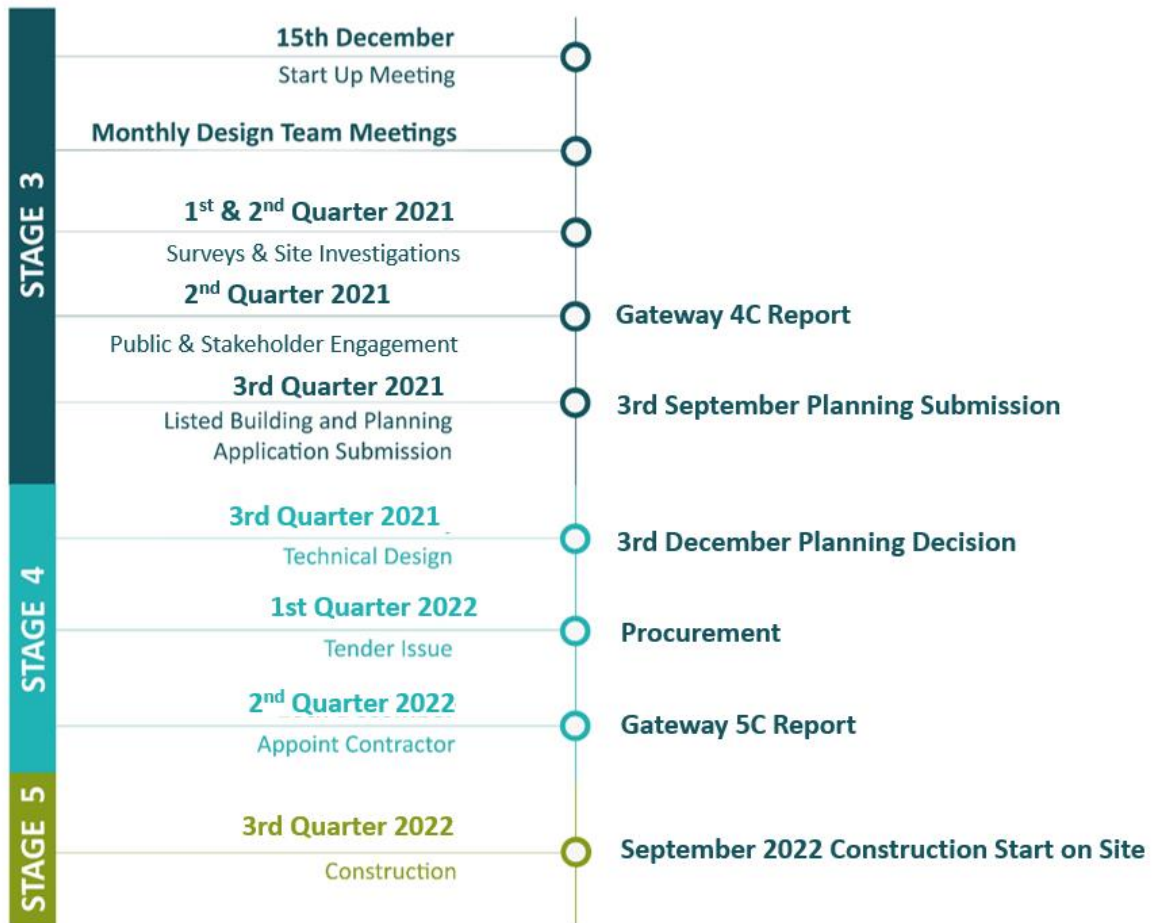 STAGE 3
15th December
Start Up Meeting
Monthly Design Team Meetings
1st & 2nd Quarter 2021
Surveys & Site Investigations
2nd Quarter 2021
Gateway 4C Report
Public & Stakeholder Engagement
3rd Quarter 2021
3rd September Planning Submission
Listed Building and Planning
Application Submission
STAGE 4
3rd Quarter 2021
3rd December Planning Decision
Technical Design
1st Quarter 2022
Procurement
Tender Issue
2nd Quarter 2022
Gateway 5C Report
Appoint Contractor
STAGE 5
3rd Quarter 2022
September 2022 Construction Start on Site
Construction